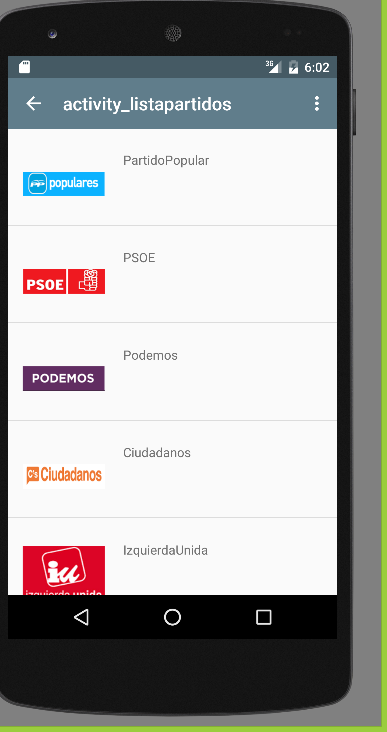 3G 6:02
activity_listapartidos
PartidoPopular
populares
PSOE
PSOE
Podemos
PODEMOS
Ciudadanos
C's Ciudadanos
IzquierdaUnida
iu
izquierda unida